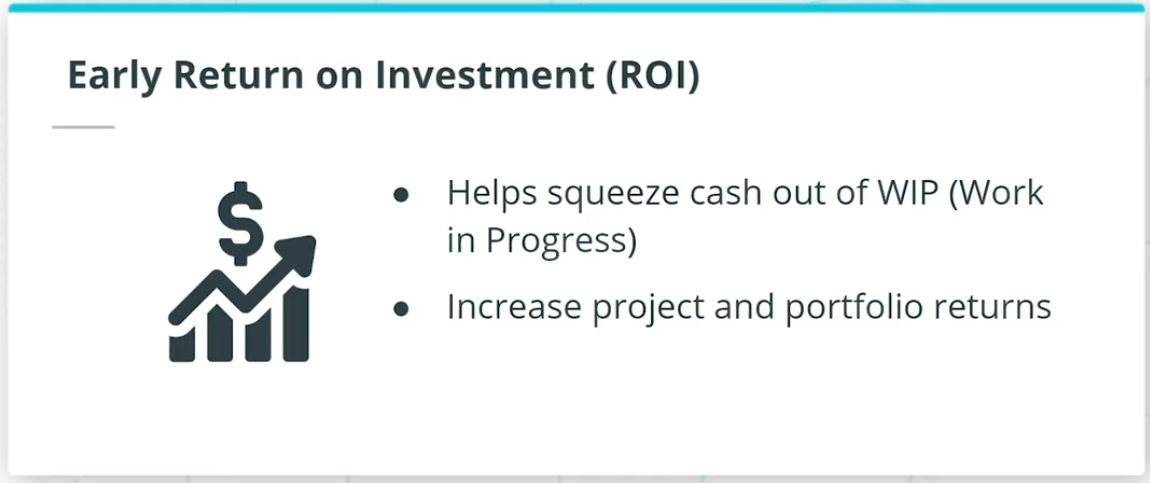 Early Return on Investment (ROI)
$
● Helps squeeze cash out of WIP (Work
in Progress)
● Increase project and portfolio returns